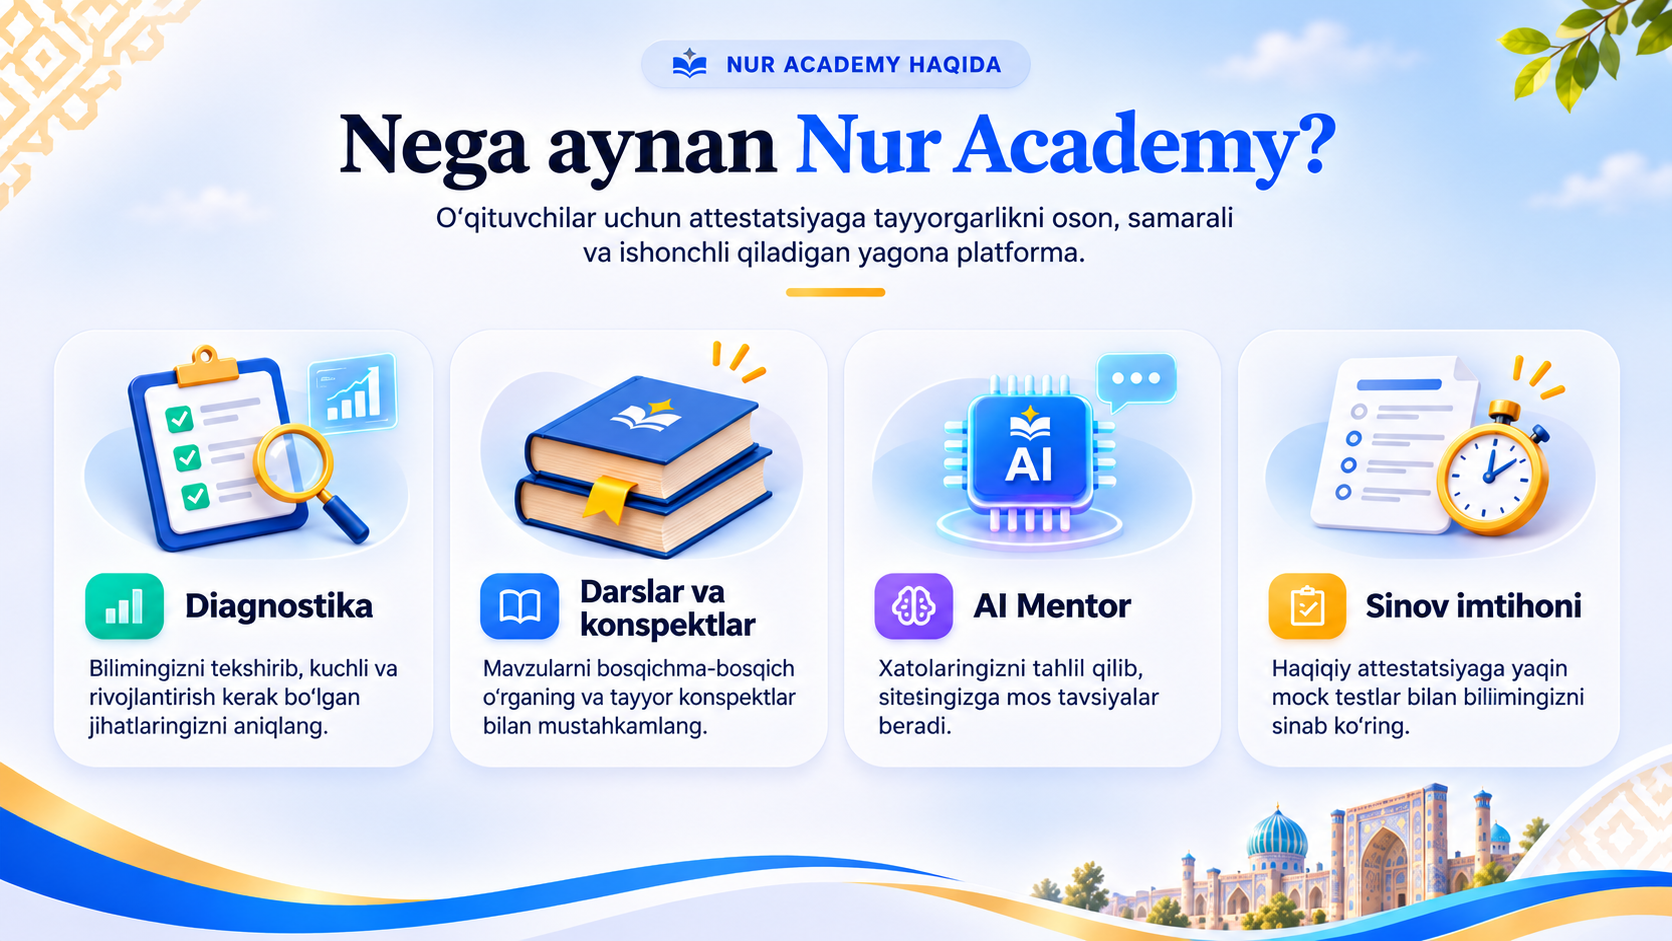 NUR ACADEMY HAQIDA
Nega aynan Nur Academy?
O‘qituvchilar uchun attestatsiyaga tayyorgarlikni oson, samarali
va ishonchli qiladigan yagona platforma.
AI
Diagnostika
Bilimingizni tekshirib, kuchli va
rivojlantirish kerak bo‘lgan
jihatlaringizni aniqlang.
Darslar va
konspektlar
Mavzularni bosqichma-bosqich
o‘rganing va tayyor konspektlar
bilan mustahkamlang.
AI Mentor
Xatolaringizni tahlil qilib,
mos tavsiyalar
beradi.
Sinov imtihoni
Haqiqiy attestatsiyaga yaqin
mock testlar bilan biliimingizni
sinab ko‘ring.